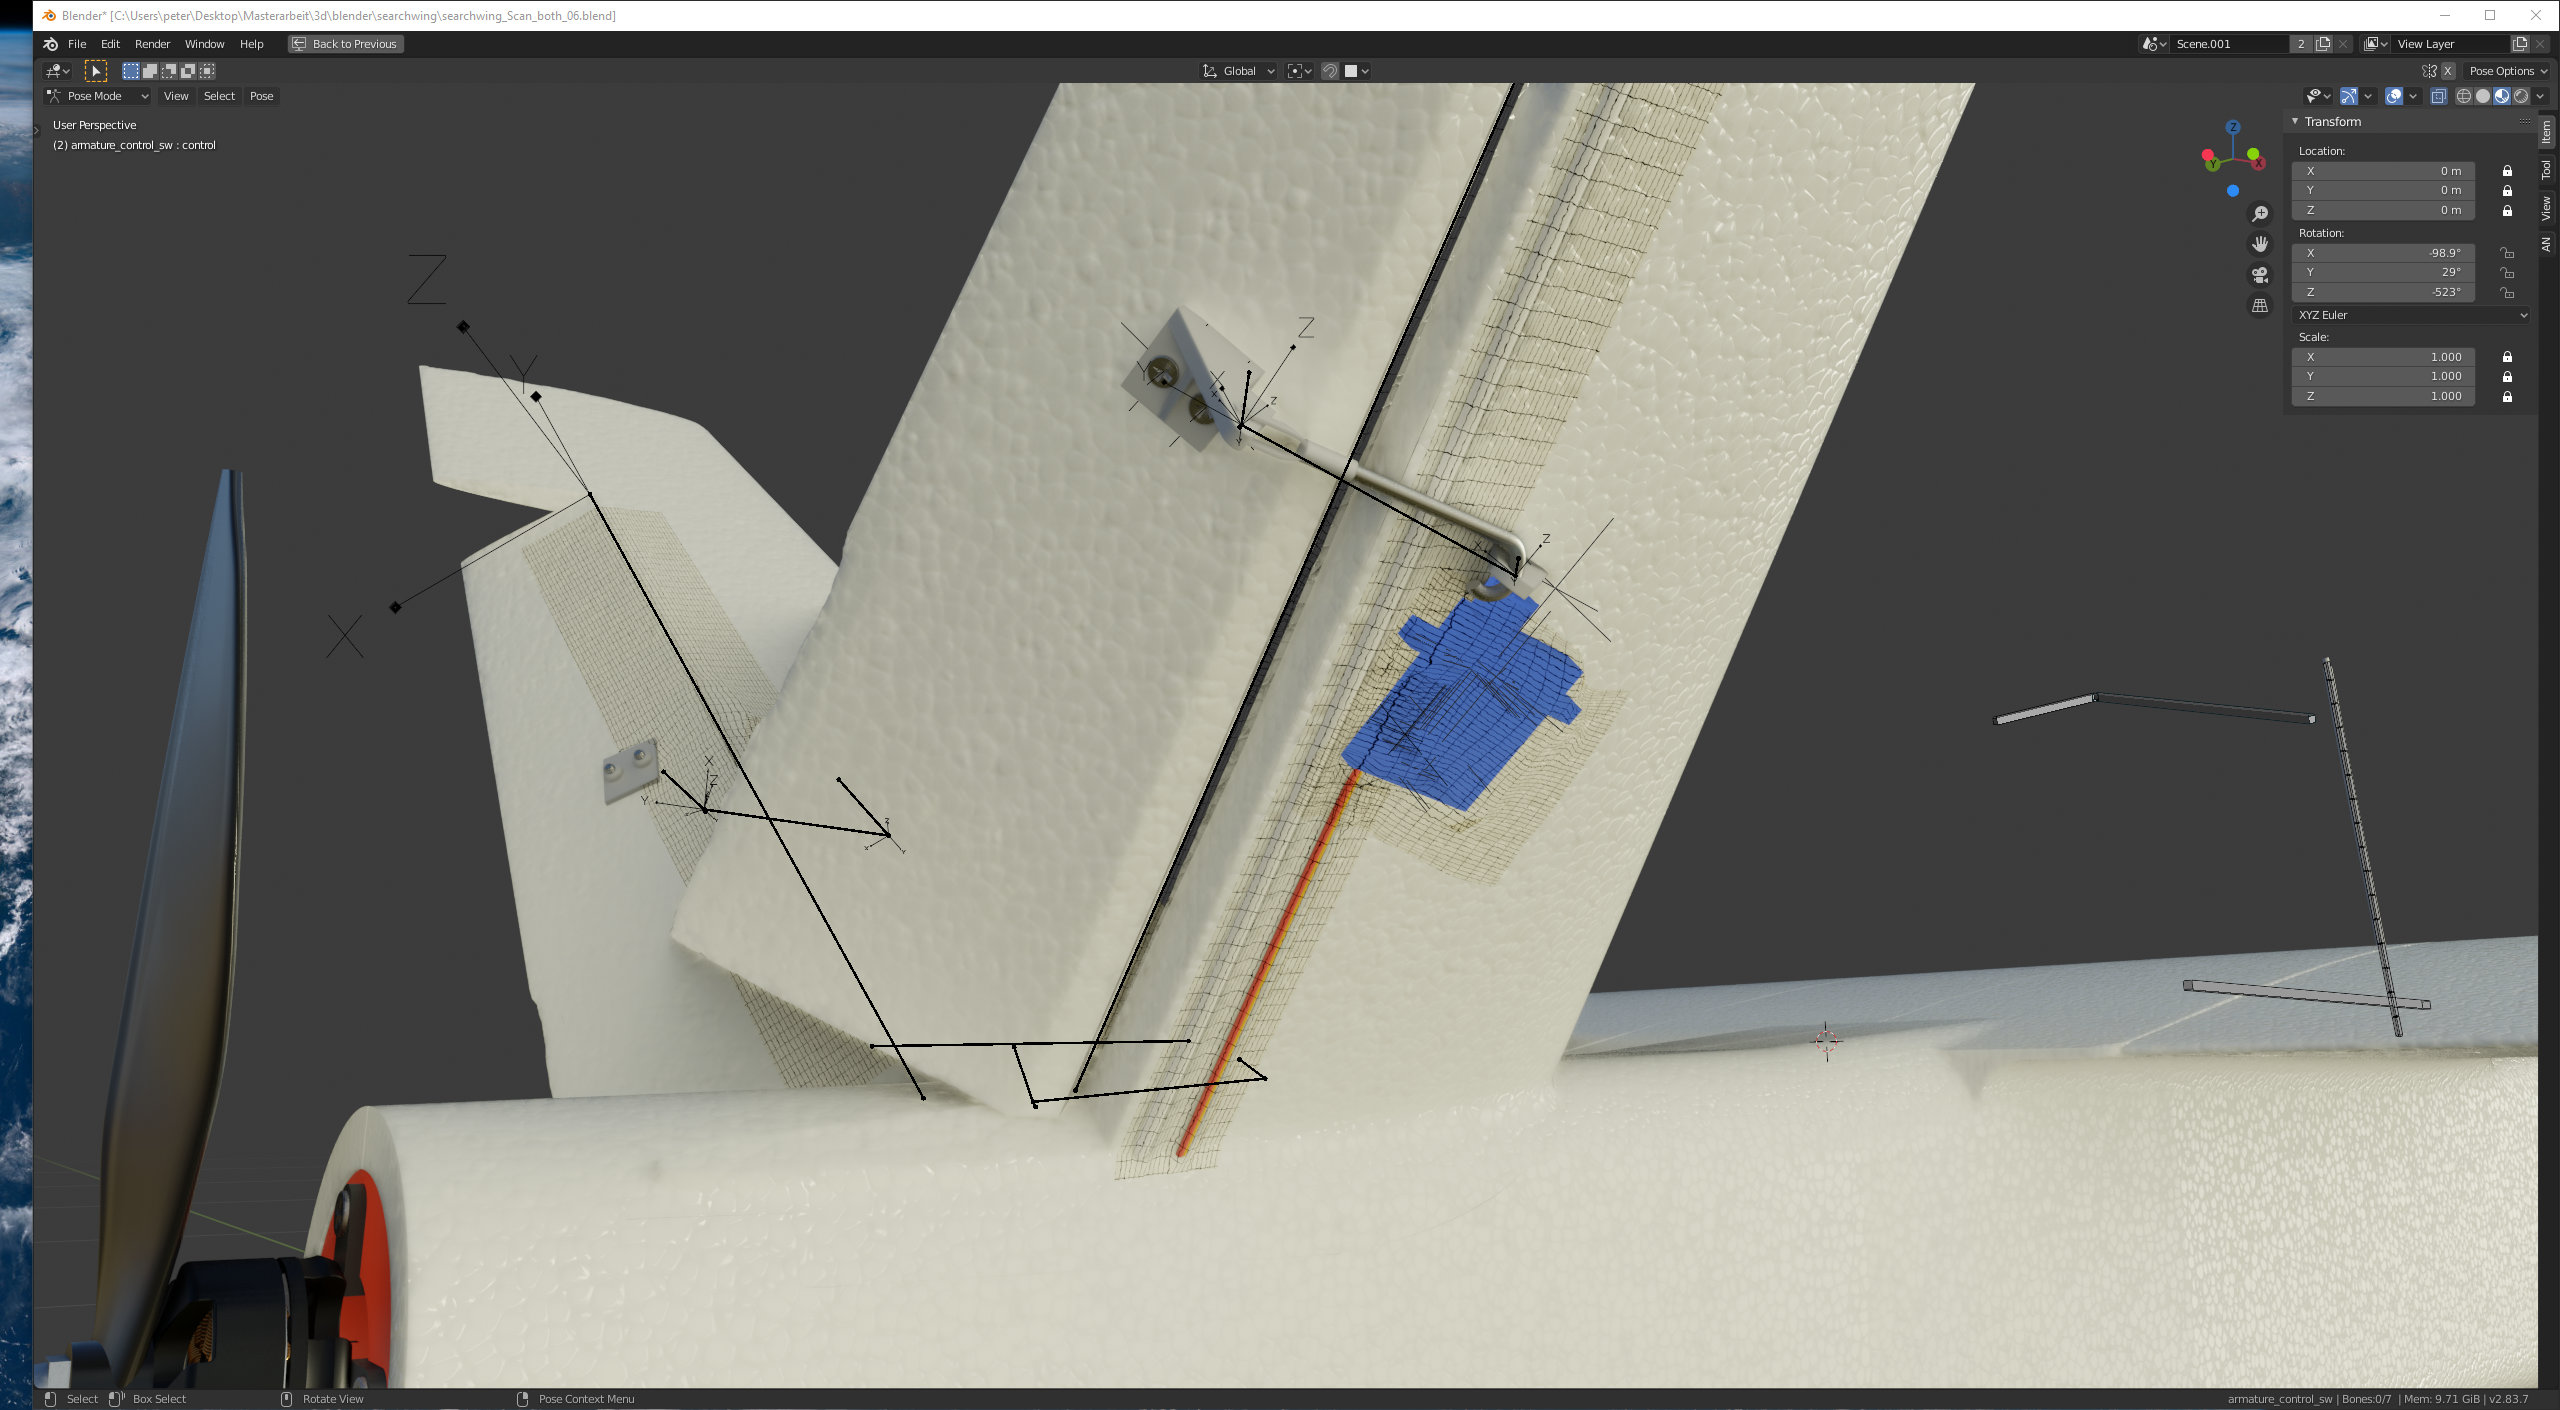 Blender* [C:\Users\peter\Desktop\Masterarbeit\3d\blender\searchwing\searchwing_Scan_both_06.blend]
File Edit Render Window Help Back to Previous
Scene.001 2 View Layer
Global
X Pose Options
Pose Mode View Select Pose
User Perspective
(2) armature_control_sw : control
Transform
Location:
X 0 m
Y 0 m
Z 0 m
Rotation:
X -98.9°
Y 29°
Z -523°
XYZ Euler
Scale:
X 1.000
Y 1.000
Z 1.000
Item
Tool
View
AN
Z
Y
X
Z
Y
X
Z
X
Z
Y
X
Z
X
Z
Y
Select Box Select Rotate View Pose Context Menu
armature_control_sw | Bones:0/7 | Mem: 9.71 GiB | v2.83.7